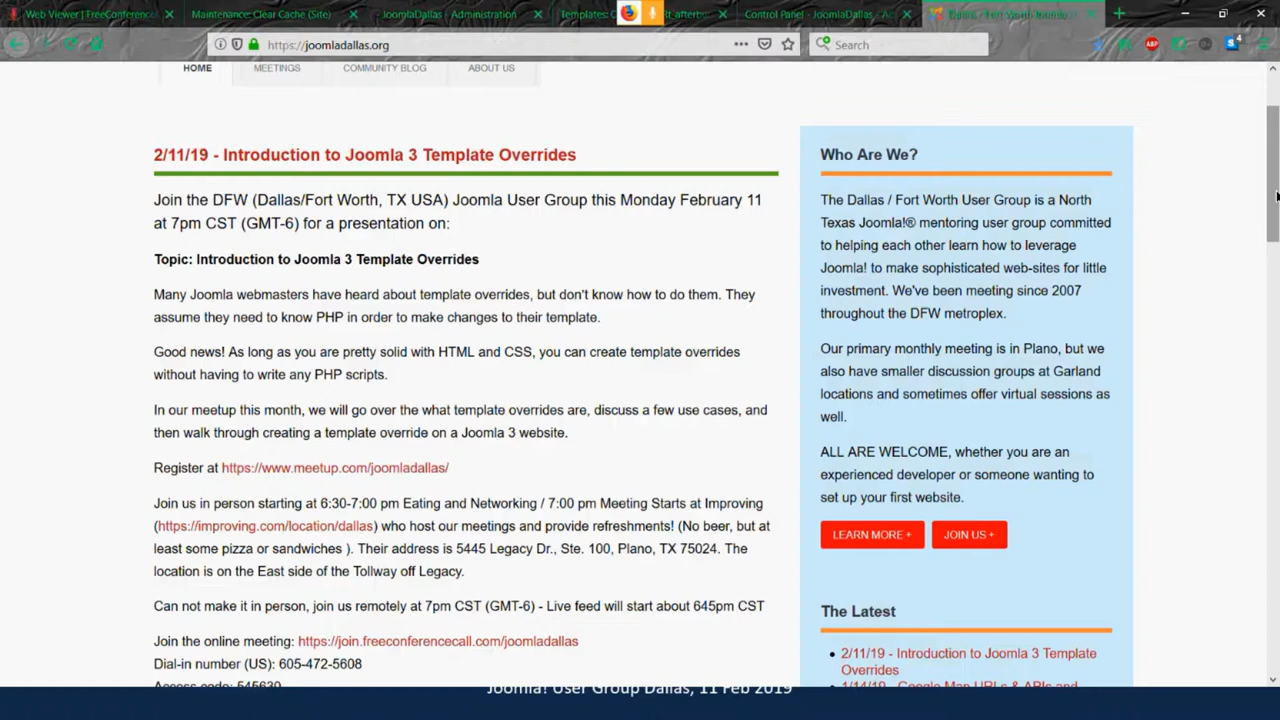 Web Viewer | FreeConference
Maintenance: Clear Cache (Site)
JoomlaDallas - Administration
Templates: C
t_afterb
Control Panel - JoomlaDallas - Ad
Dallas / Fort Worth Joomla
https://joomladallas.org
Search
ABP
4
HOME
MEETINGS
COMMUNITY BLOG
ABOUT US
2/11/19 - Introduction to Joomla 3 Template Overrides
Join the DFW (Dallas/Fort Worth, TX USA) Joomla User Group this Monday February 11
at 7pm CST (GMT-6) for a presentation on:
Topic: Introduction to Joomla 3 Template Overrides
Many Joomla webmasters have heard about template overrides, but don't know how to do them. They
assume they need to know PHP in order to make changes to their template.
Good news! As long as you are pretty solid with HTML and CSS, you can create template overrides
without having to write any PHP scripts.
In our meetup this month, we will go over the what template overrides are, discuss a few use cases, and
then walk through creating a template override on a Joomla 3 website.
Register at https://www.meetup.com/joomladallas/
Join us in person starting at 6:30-7:00 pm Eating and Networking / 7:00 pm Meeting Starts at Improving
(https://improving.com/location/dallas) who host our meetings and provide refreshments! (No beer, but at
least some pizza or sandwiches ). Their address is 5445 Legacy Dr., Ste. 100, Plano, TX 75024. The
location is on the East side of the Tollway off Legacy.
Can not make it in person, join us remotely at 7pm CST (GMT-6) - Live feed will start about 645pm CST
Join the online meeting: https://join.freeconferencecall.com/joomladallas
Dial-in number (US): 605-472-5608
Access code: 545630
Who Are We?
The Dallas / Fort Worth User Group is a North
Texas Joomla!® mentoring user group committed
to helping each other learn how to leverage
Joomla! to make sophisticated web-sites for little
investment. We've been meeting since 2007
throughout the DFW metroplex.
Our primary monthly meeting is in Plano, but we
also have smaller discussion groups at Garland
locations and sometimes offer virtual sessions as
well.
ALL ARE WELCOME, whether you are an
experienced developer or someone wanting to
set up your first website.
LEARN MORE +
JOIN US +
The Latest
2/11/19 - Introduction to Joomla 3 Template
Overrides
1/14/19 - Google Map URLs & APIs and
Joomla! User Group Dallas, 11 Feb 2019